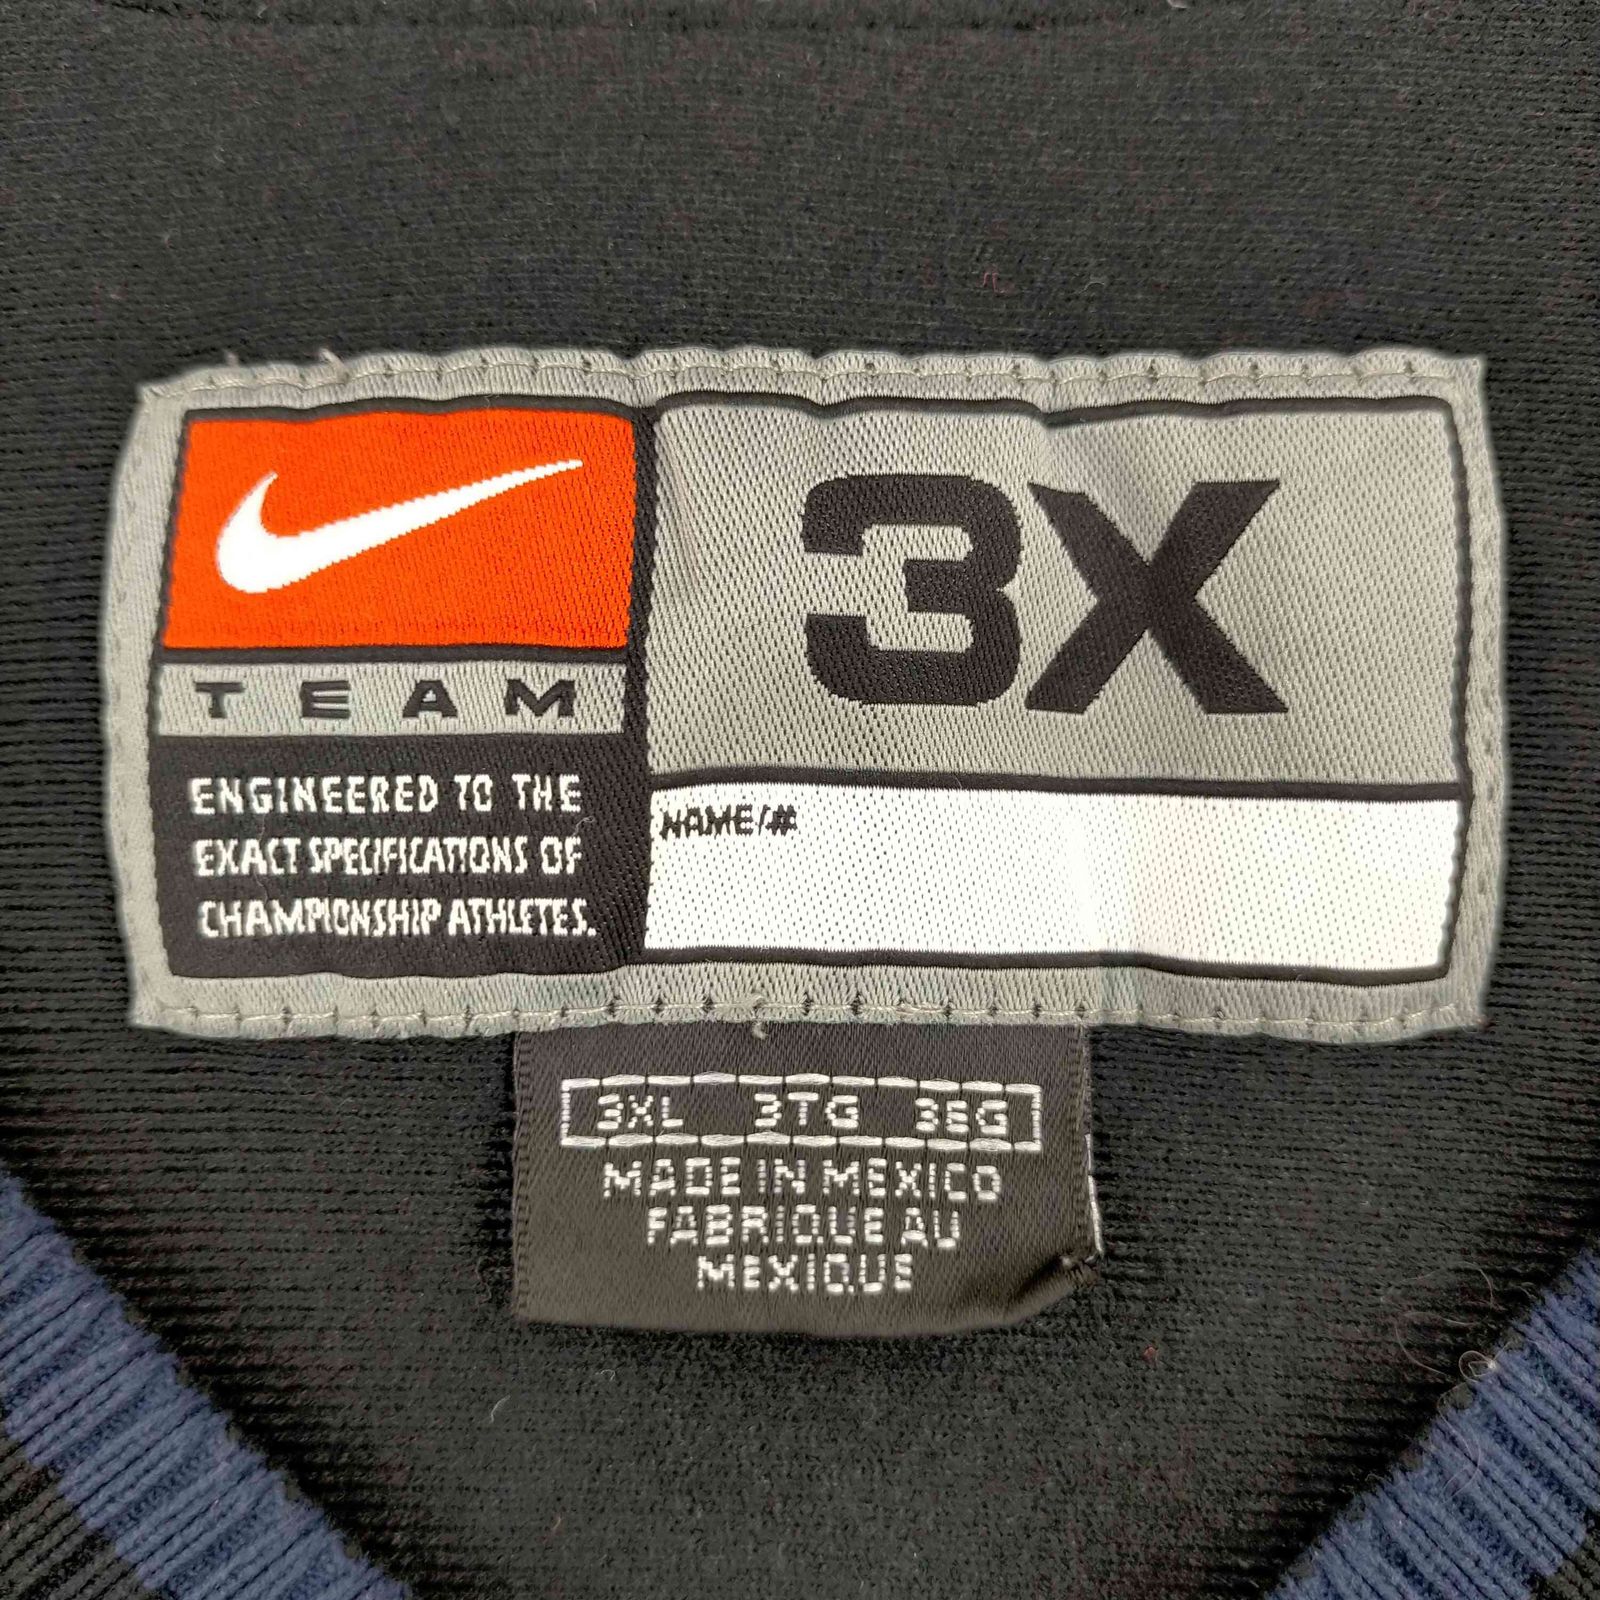 TEAM
ENGINEERED TO THE
EXACT SPECIFICATIONS OF
CHAMPIONSHIP ATHLETES.
3X
NAME/#
3XL 3TG 3EG
MADE IN MEXICO
FABRIQUE AU
MEXIQUE